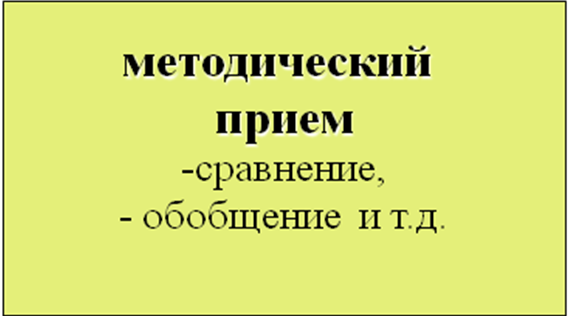 методический
прием
-сравнение,
- обобщение и т.д.